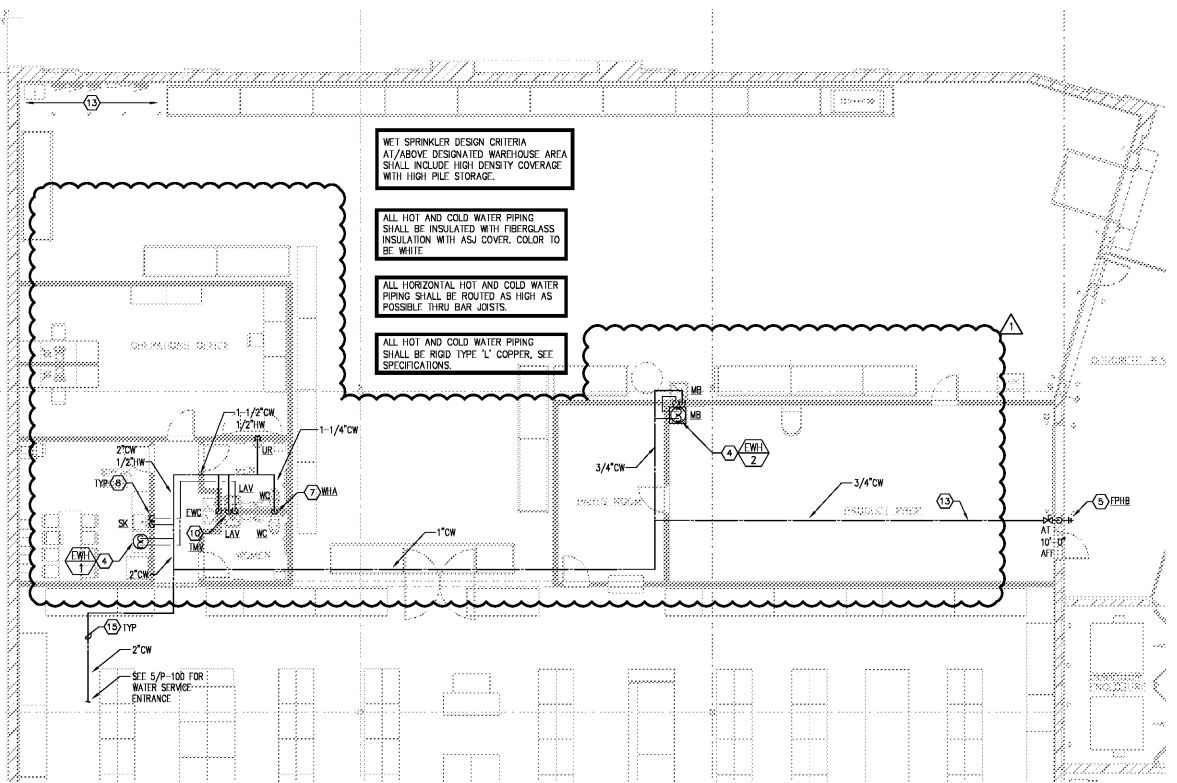 13
WET SPRINKLER DESIGN CRITERIA
AT/ABOVE DESIGNATED WAREHOUSE AREA
SHALL INCLUDE HIGH DENSITY COVERAGE
WITH HIGH PILE STORAGE.
ALL HOT AND COLD WATER PIPING
SHALL BE INSULATED WITH FIBERGLASS
INSULATION WITH ASJ COVER. COLOR TO
BE WHITE
ALL HORIZONTAL HOT AND COLD WATER
PIPING SHALL BE ROUTED AS HIGH AS
POSSIBLE THRU BAR JOISTS.
ALL HOT AND COLD WATER PIPING
SHALL BE RIGID TYPE 'L' COPPER, SEE
SPECIFICATIONS.
1
MB
MB
4
EWH
2
1-1/2"CW
1/2"HW
1-1/4"CW
UR
2"CW
1/2"HW
TYP 8
LAV
WC
7 WHA
EWC
SK
10
LAV
WC
TMV
EWH
1
4
2"CW
3/4"CW
3/4"CW
13
5 FPHB
AT
10'-0"
AFF
1"CW
15 TYP
2"CW
SEE 5/P-100 FOR
WATER SERVICE
ENTRANCE